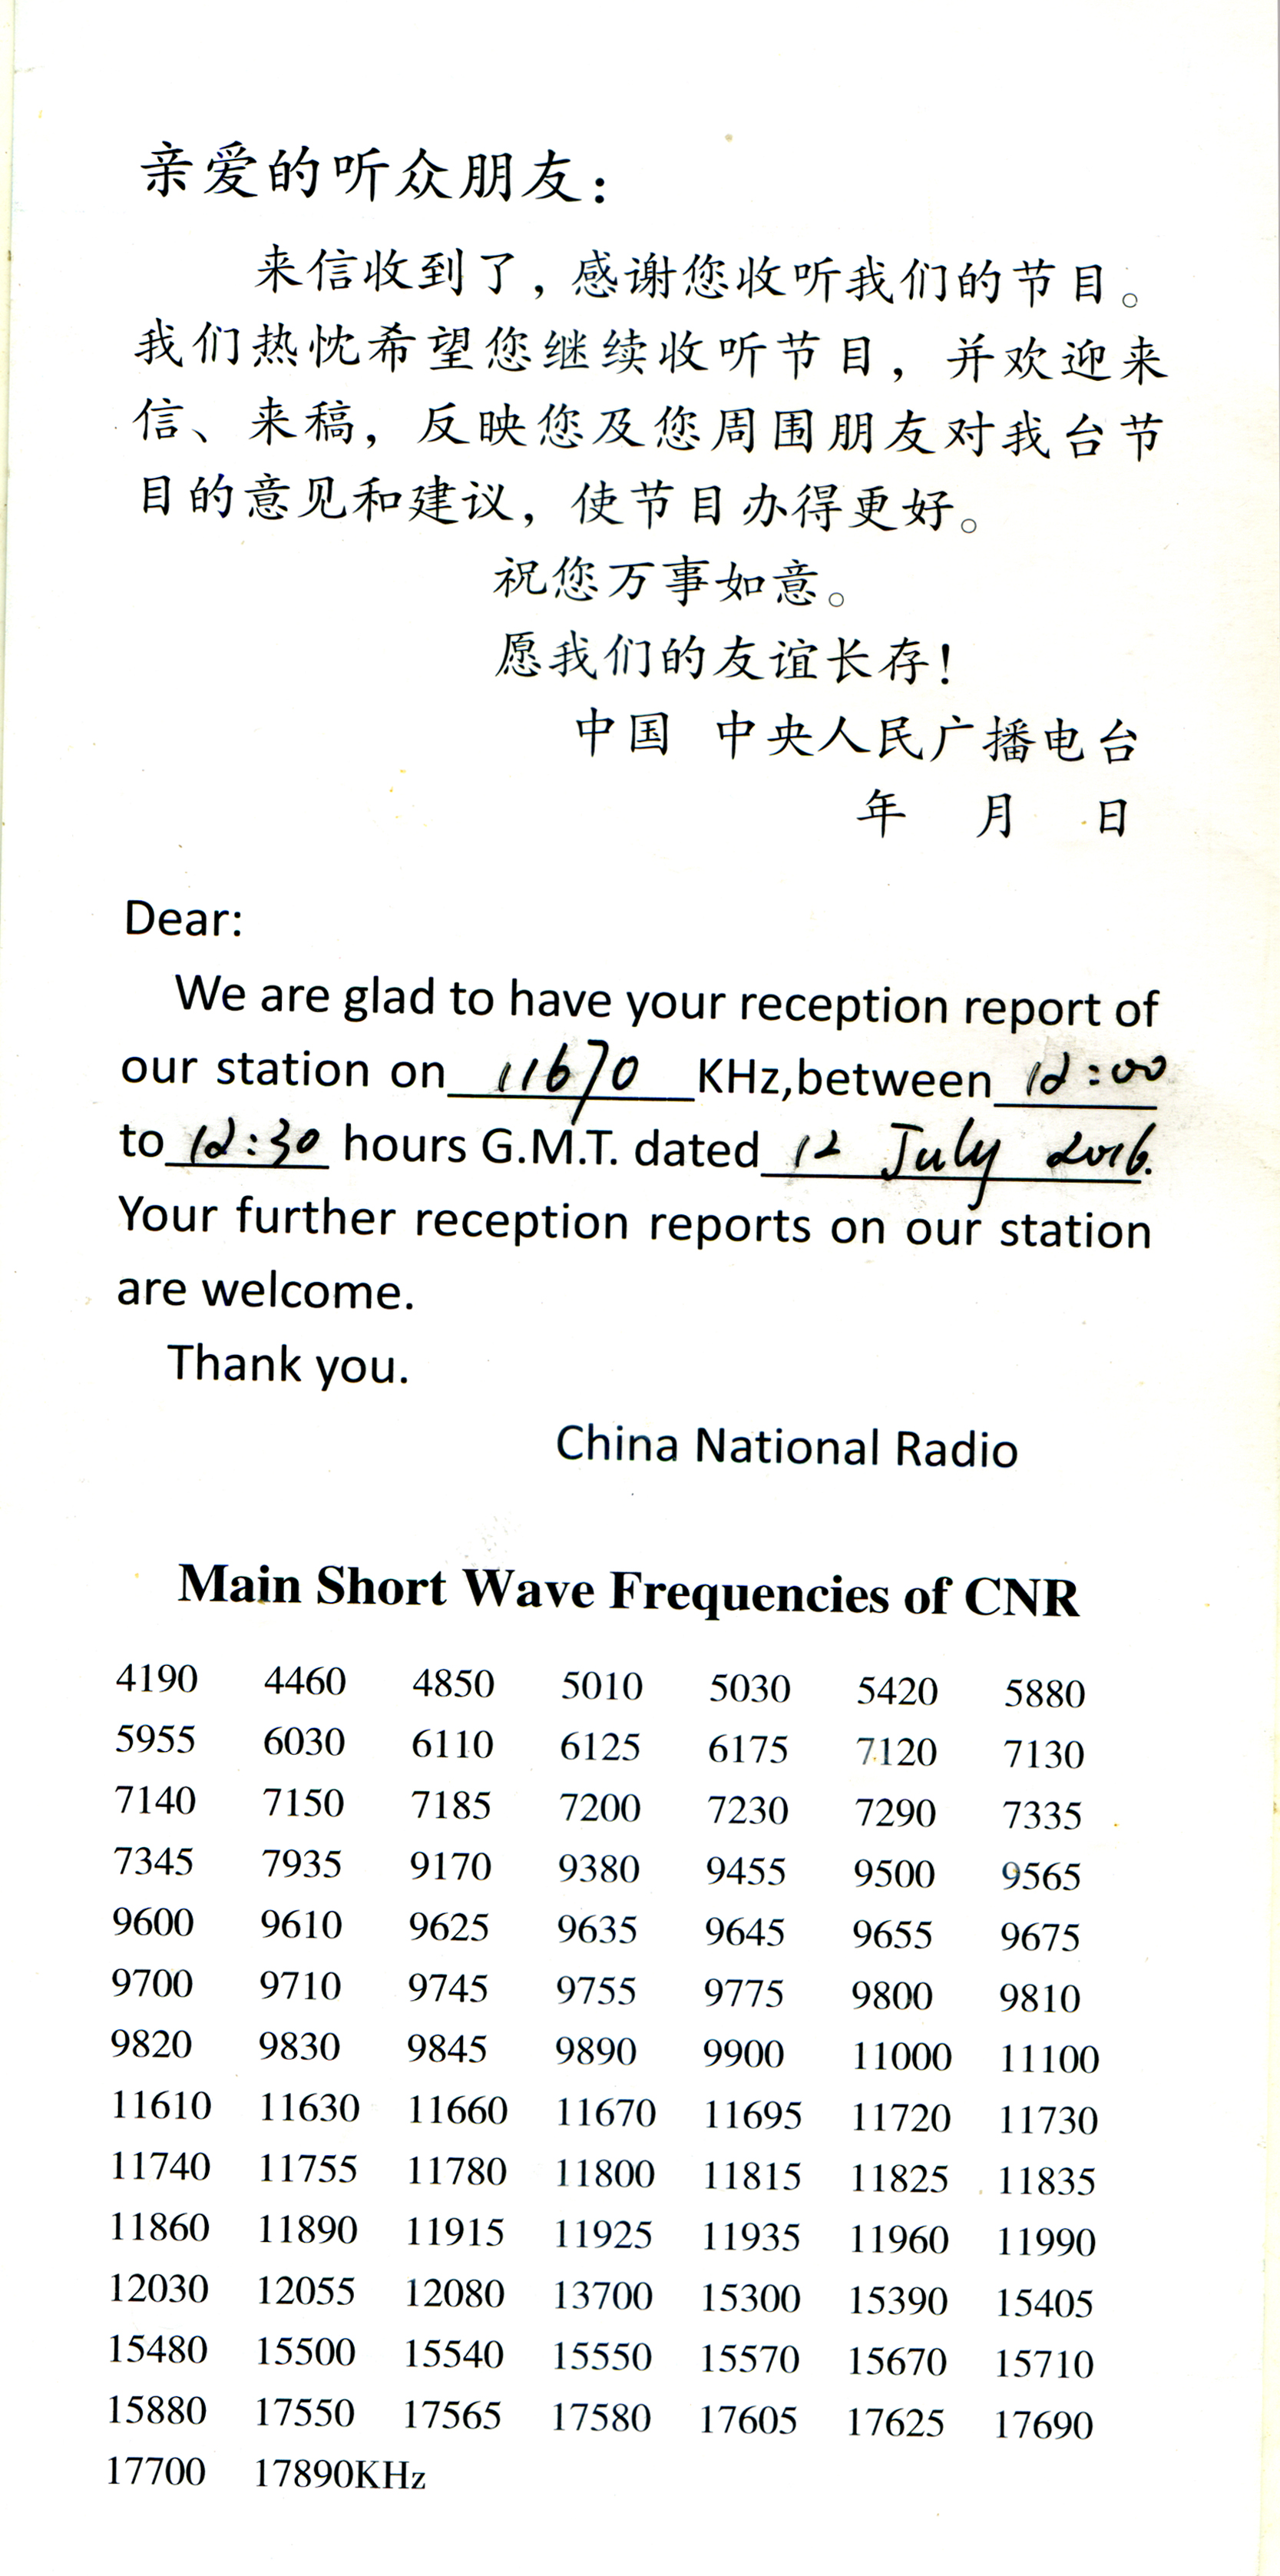 亲爱的听众朋友：
来信收到了，感谢您收听我们的节目。
我们热忱希望您继续收听节目，并欢迎来
信、来稿，反映您及您周围朋友对我台节
目的意见和建议，使节目办得更好。
祝您万事如意。
愿我们的友谊长存！
中国 中央人民广播电台
年 月 日
Dear:
We are glad to have your reception report of
our station on 11670 KHz,between 12:00
to 12:30 hours G.M.T. dated 12 July 2016.
Your further reception reports on our station
are welcome.
Thank you.
China National Radio
Main Short Wave Frequencies of CNR
4190 4460 4850 5010 5030 5420 5880
5955 6030 6110 6125 6175 7120 7130
7140 7150 7185 7200 7230 7290 7335
7345 7935 9170 9380 9455 9500 9565
9600 9610 9625 9635 9645 9655 9675
9700 9710 9745 9755 9775 9800 9810
9820 9830 9845 9890 9900 11000 11100
11610 11630 11660 11670 11695 11720 11730
11740 11755 11780 11800 11815 11825 11835
11860 11890 11915 11925 11935 11960 11990
12030 12055 12080 13700 15300 15390 15405
15480 15500 15540 15550 15570 15670 15710
15880 17550 17565 17580 17605 17625 17690
17700 17890KHz